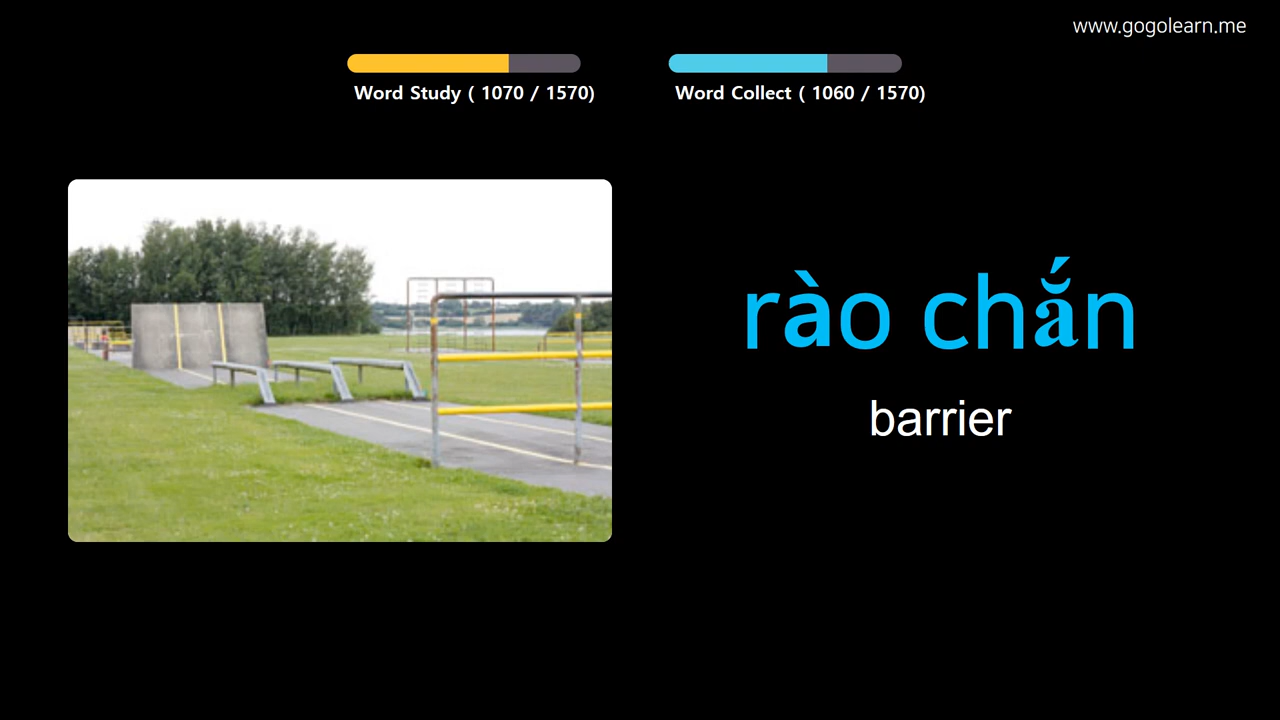 www.gogolearn.me
Word Study ( 1070 / 1570)
Word Collect ( 1060 / 1570)
rào chắn
barrier